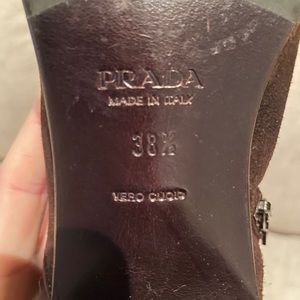 PRADA
MADE IN ITALY
38½
VERO CUOIO